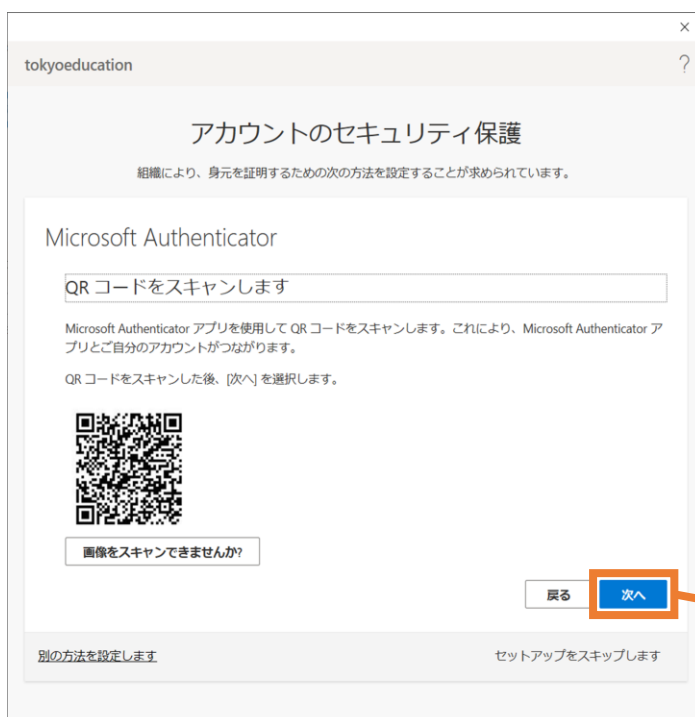 tokyoeducation
アカウントのセキュリティ保護
組織により、身元を証明するための次の方法を設定することが求められています。
Microsoft Authenticator
QR コードをスキャンします
Microsoft Authenticator アプリを使用して QR コードをスキャンします。これにより、Microsoft Authenticator ア
プリとご自分のアカウントがつながります。
QR コードをスキャンした後、[次へ] を選択します。
画像をスキャンできませんか?
戻る 次へ
別の方法を設定します セットアップをスキップします